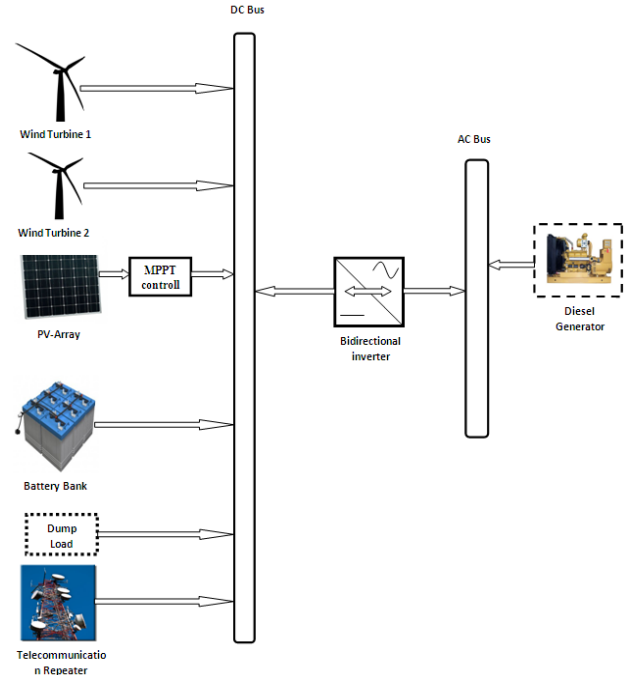 DC Bus
Wind Turbine 1
AC Bus
Wind Turbine 2
MPPT
controll
PV-Array
Bidirectional
inverter
Diesel
Generator
Battery Bank
Dump
Load
Telecommunicatio
n Repeater